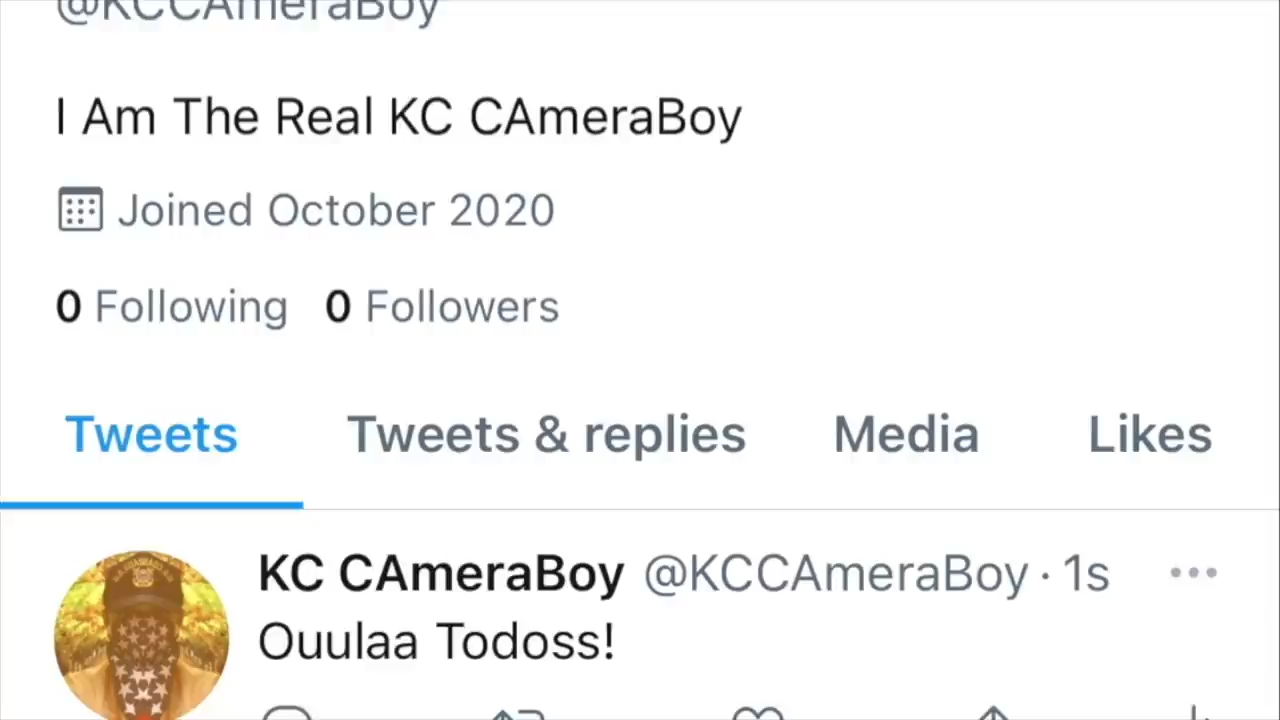 @KCCAmeraBoy
I Am The Real KC CAmeraBoy
Joined October 2020
0 Following 0 Followers
Tweets Tweets & replies Media Likes
KC CAmeraBoy @KCCAmeraBoy · 1s
Ouulaa Todoss!